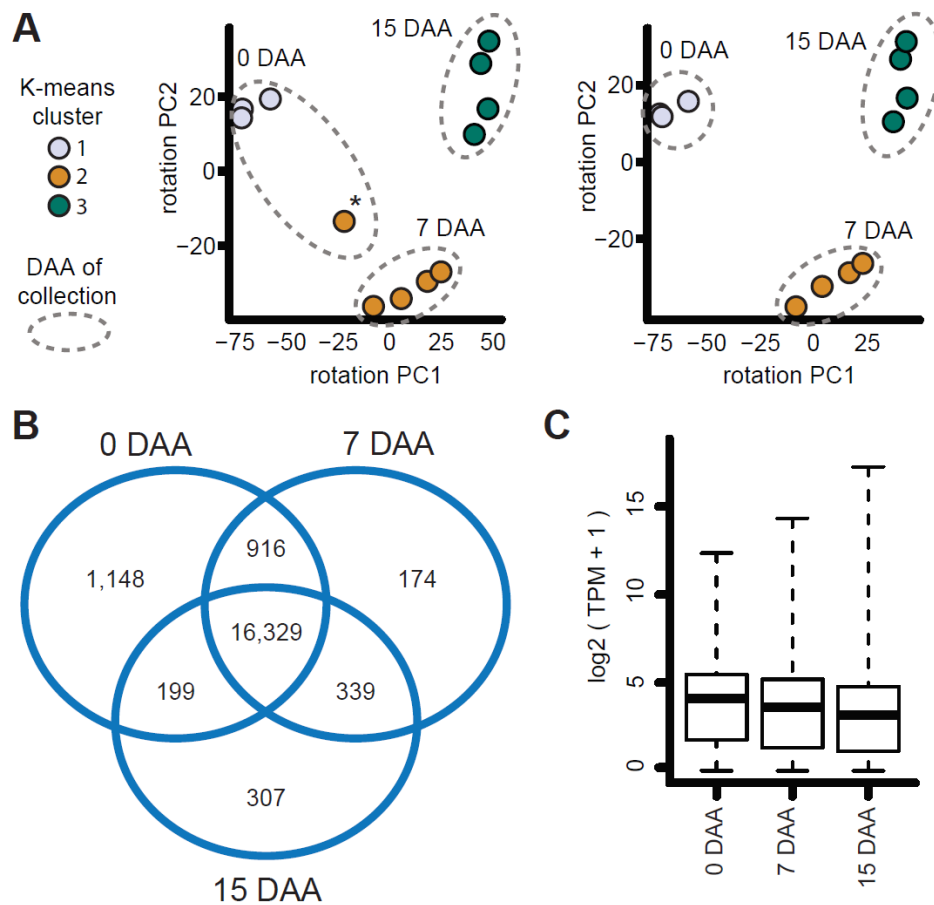 A
K-means
cluster
1
2
3
DAA of
collection
0 DAA
15 DAA
*
7 DAA
rotation PC2
20
0
−20
−75
−50
−25
0
25
50
rotation PC1
0 DAA
15 DAA
7 DAA
rotation PC2
20
0
−20
−75
−50
−25
0
25
rotation PC1
B
0 DAA
7 DAA
916
1,148
174
16,329
199
339
307
15 DAA
C
log2 ( TPM + 1 )
15
10
5
0
0 DAA
7 DAA
15 DAA